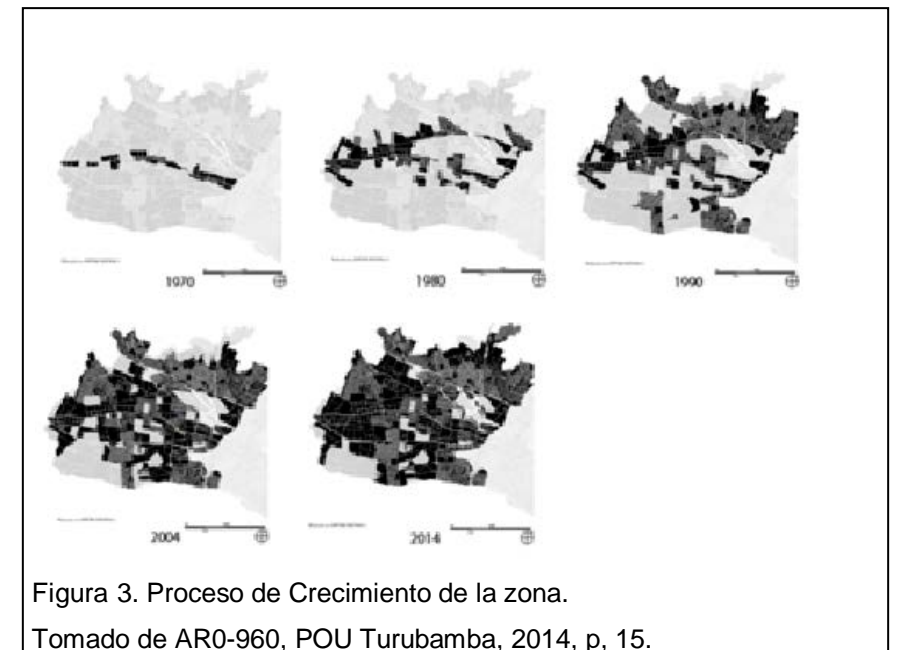 1970
1980
1990
2004
2014
Figura 3. Proceso de Crecimiento de la zona.
Tomado de AR0-960, POU Turubamba, 2014, p, 15.